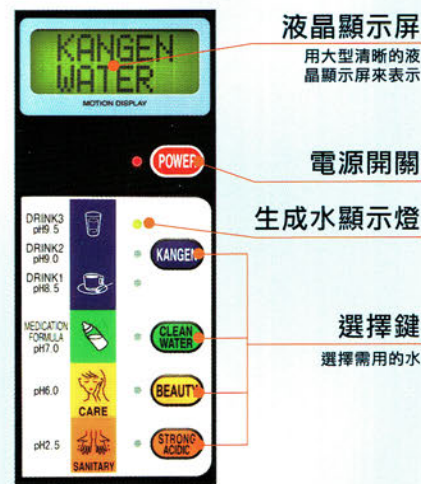 KANGEN
WATER
MOTION DISPLAY
液晶顯示屏
用大型清晰的液
晶顯示屏來表示
POWER
電源開關
生成水顯示燈
DRINK3
pH9.5
DRINK2
pH9.0
KANGEN
DRINK1
pH8.5
MEDICATION
FORMULA
pH7.0
CLEAN
WATER
選擇鍵
選擇需用的水
pH6.0
CARE
BEAUTY
pH2.5
SANITARY
STRONG
ACIDIC